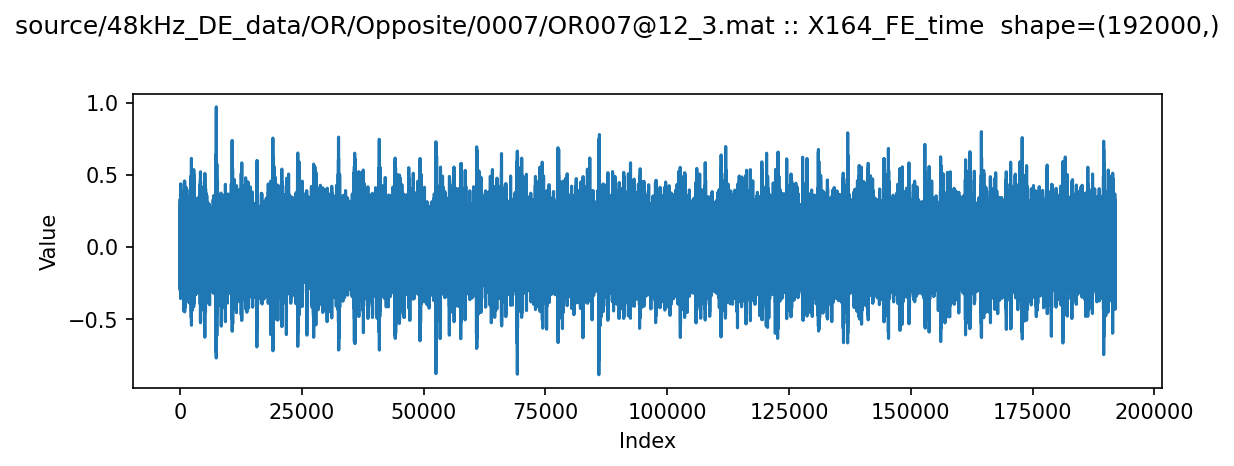 source/48kHz_DE_data/OR/Opposite/0007/OR007@12_3.mat :: X164_FE_time  shape=(192000,)
1.0
0.5
0.0
−0.5
Value
0 25000 50000 75000 100000 125000 150000 175000 200000
Index